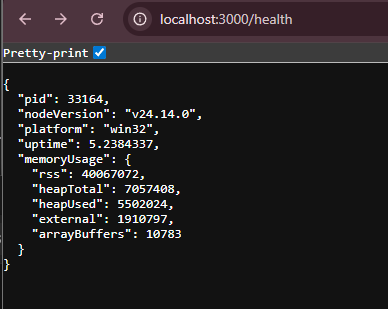 localhost:3000/health
Pretty-print
{
  "pid": 33164,
  "nodeVersion": "v24.14.0",
  "platform": "win32",
  "uptime": 5.2384337,
  "memoryUsage": {
    "rss": 40067072,
    "heapTotal": 7057408,
    "heapUsed": 5502024,
    "external": 1910797,
    "arrayBuffers": 10783
  }
}